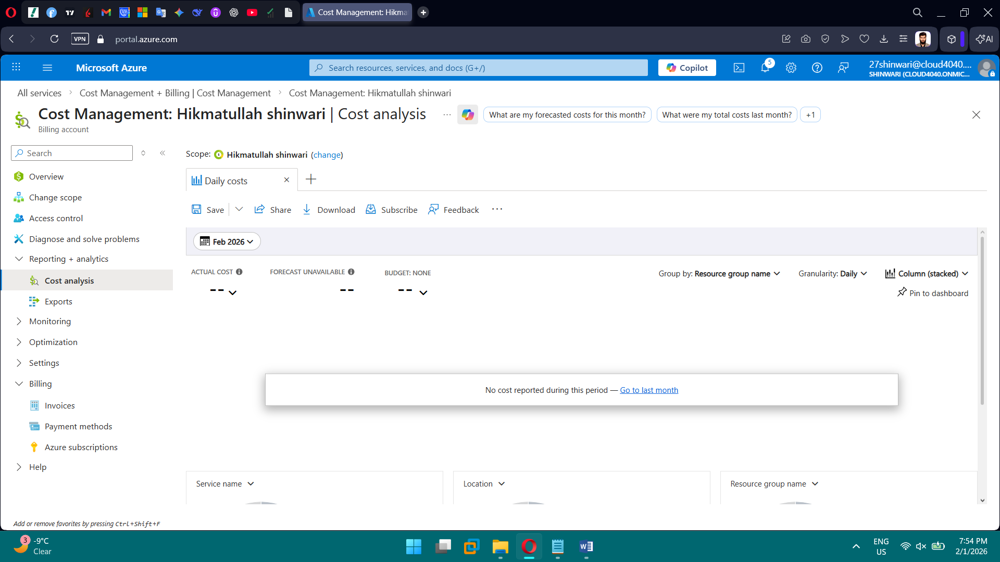 Cost Management: Hikma
VPN
portal.azure.com
AI
Microsoft Azure
Search resources, services, and docs (G+/)
Copilot
5
27shinwari@cloud4040....
SHINWARI (CLOUD4040.ONMIC...
All services > Cost Management + Billing | Cost Management > Cost Management: Hikmatullah shinwari
Cost Management: Hikmatullah shinwari | Cost analysis
...
What are my forecasted costs for this month?
What were my total costs last month?
+1
Billing account
Search
Scope: Hikmatullah shinwari (change)
Overview
Change scope
Access control
Diagnose and solve problems
Reporting + analytics
Cost analysis
Exports
Monitoring
Optimization
Settings
Billing
Invoices
Payment methods
Azure subscriptions
Help
Add or remove favorites by pressing Ctrl+Shift+F
Daily costs
Save
Share
Download
Subscribe
Feedback
...
Feb 2026
ACTUAL COST
--
FORECAST UNAVAILABLE
--
BUDGET: NONE
--
Group by: Resource group name
Granularity: Daily
Column (stacked)
Pin to dashboard
No cost reported during this period — Go to last month
Service name
Location
Resource group name
3
-9°C
Clear
ENG
US
7:54 PM
2/1/2026